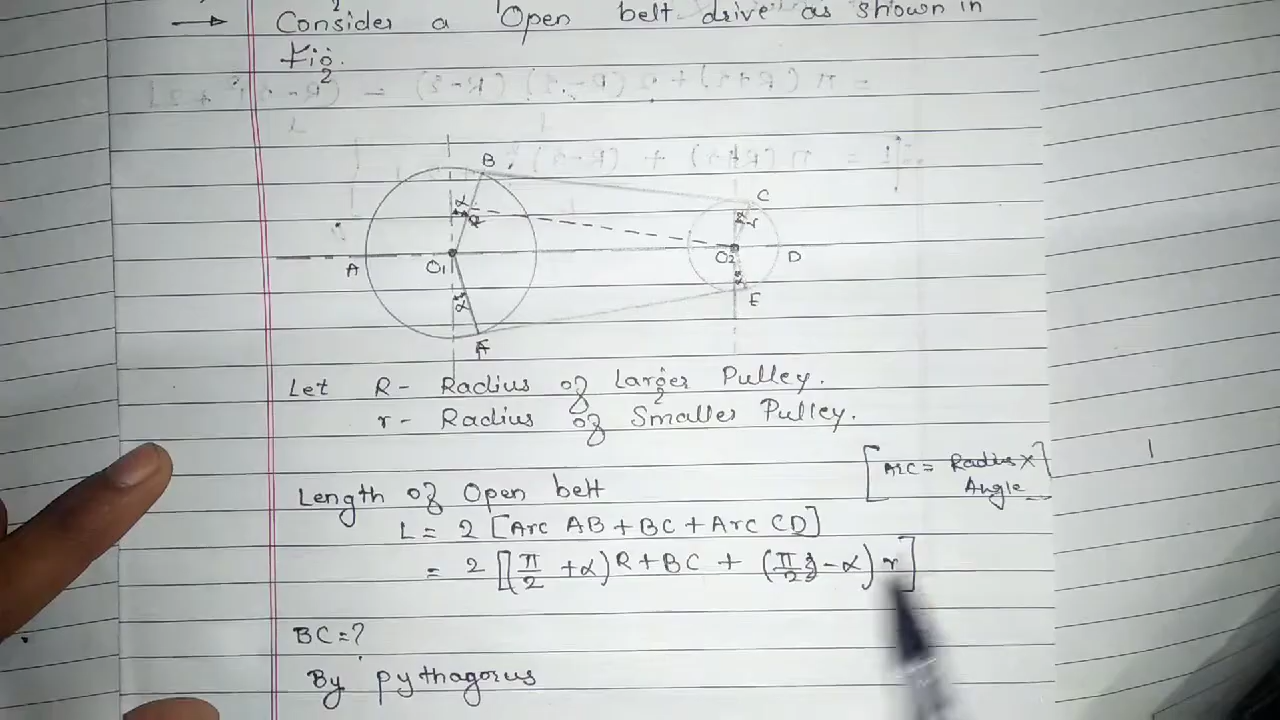 → Consider a Open belt drive as shown in
Fig.
B
C
α
α r
A
O1
O2
D
α
α
E
F
Let R - Radius of Larger Pulley.
r - Radius of Smaller Pulley.
[Arc = Radius ×
Angle]
Length of Open belt
L = 2 [Arc AB + BC + Arc CD]
= 2 [(π/2 + α) R + BC + (π/2 - α) r]
BC = ?
By pythagorus